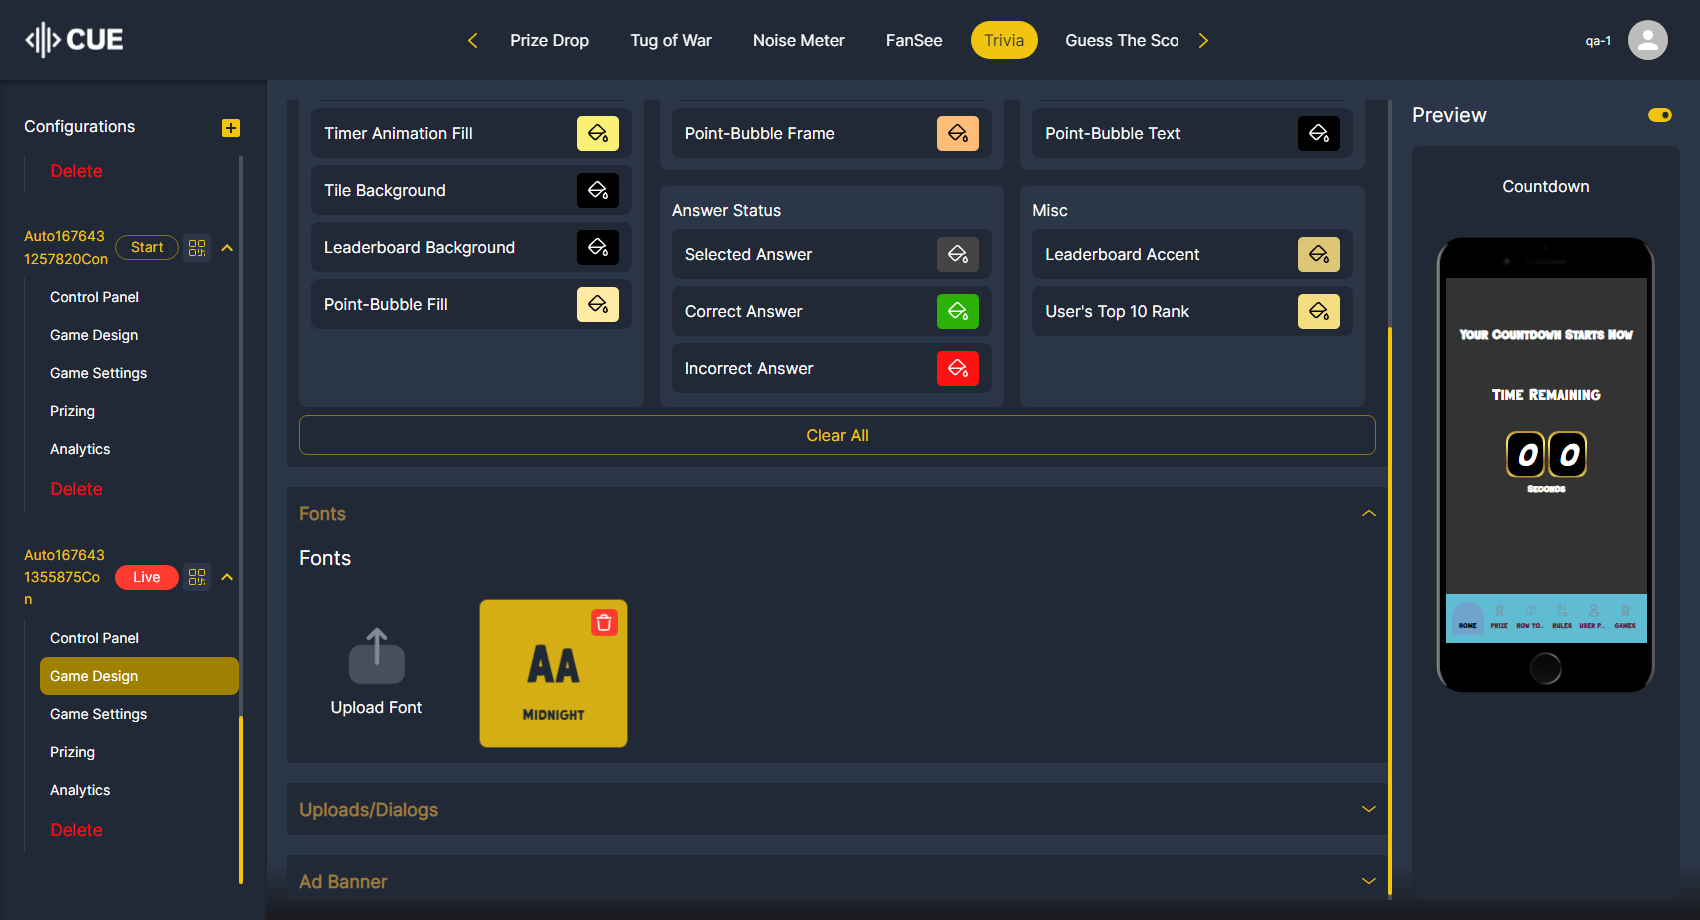 CUE
Prize Drop
Tug of War
Noise Meter
FanSee
Trivia
Guess The Sco
qa-1
Configurations
Delete
Auto167643
1257820Con
Start
Control Panel
Game Design
Game Settings
Prizing
Analytics
Delete
Auto167643
1355875Co
n
Live
Control Panel
Game Design
Game Settings
Prizing
Analytics
Delete
Timer Animation Fill
Tile Background
Leaderboard Background
Point-Bubble Fill
Point-Bubble Frame
Answer Status
Selected Answer
Correct Answer
Incorrect Answer
Point-Bubble Text
Misc
Leaderboard Accent
User's Top 10 Rank
Clear All
Fonts
Fonts
Upload Font
AA
MIDNIGHT
Uploads/Dialogs
Ad Banner
Preview
Countdown
Your Countdown Starts Now
Time Remaining
0 0
Seconds
HOME
PRIZE
HOW TO..
RULES
USER P..
GAMES